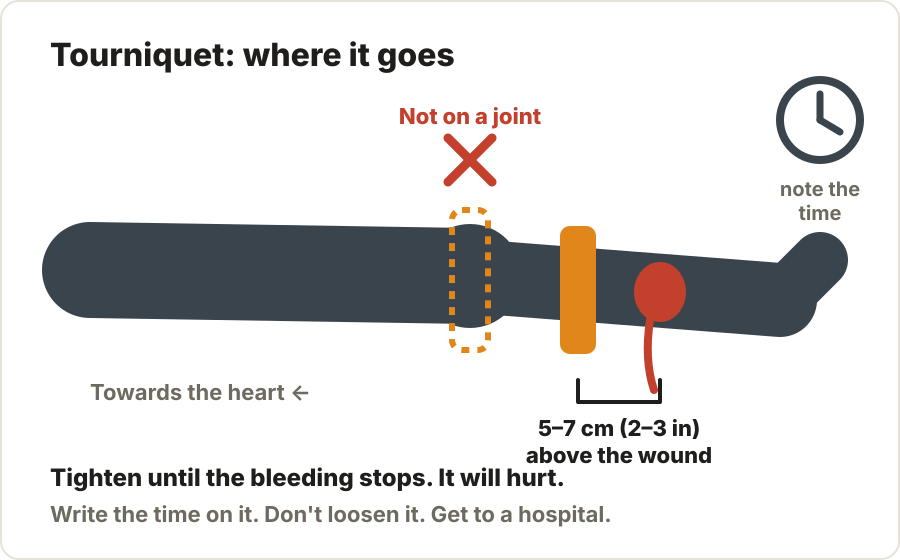 Tourniquet: where it goes
Not on a joint
note the
time
Towards the heart ←
5–7 cm (2–3 in)
above the wound
Tighten until the bleeding stops. It will hurt.
Write the time on it. Don't loosen it. Get to a hospital.